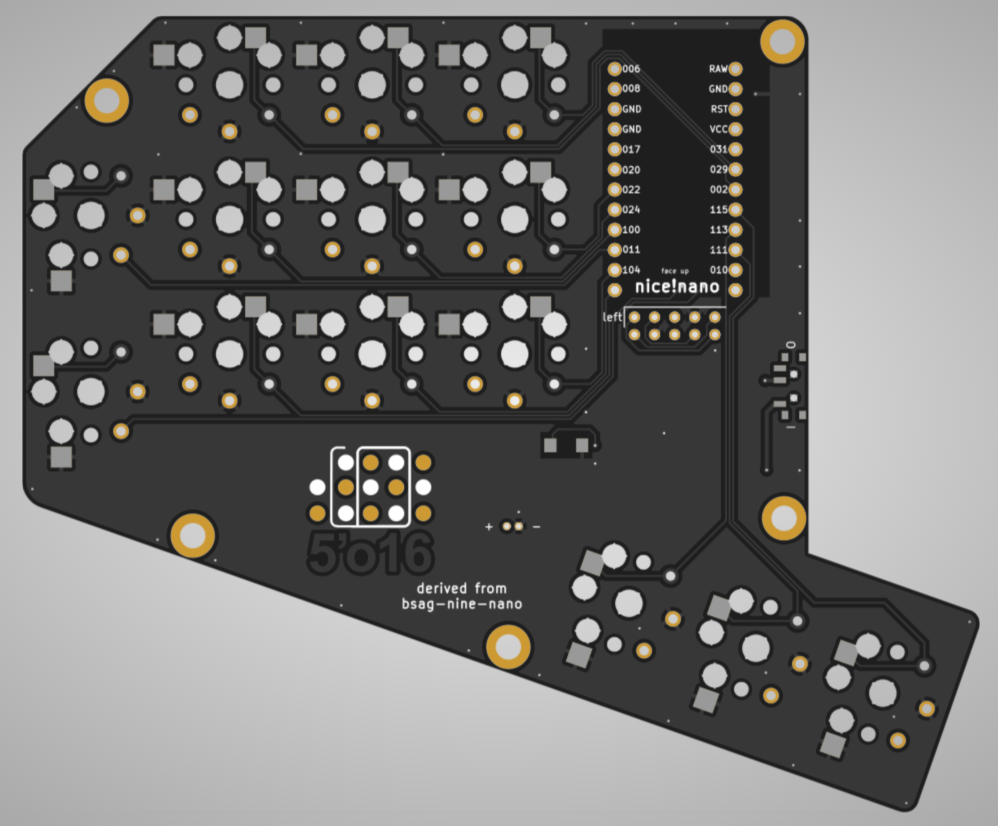 006 RAW
008 GND
GND RST
GND VCC
017 031
020 029
022 002
024 115
100 113
011 111
104 010
face up
nice!nano
left
O
I
+ −
5'o16
derived from
bsag-nine-nano